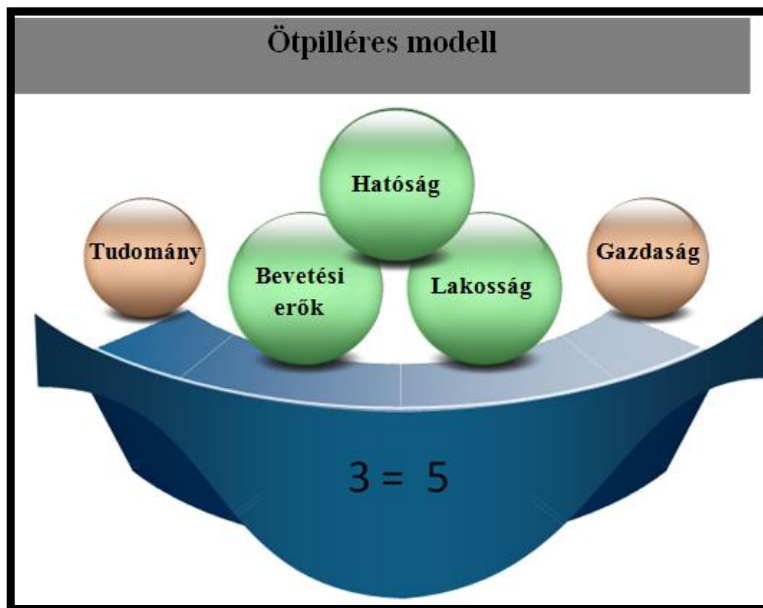 Ötpilléres modell
Hatóság
Tudomány
Bevetési
erők
Lakosság
Gazdaság
3 = 5